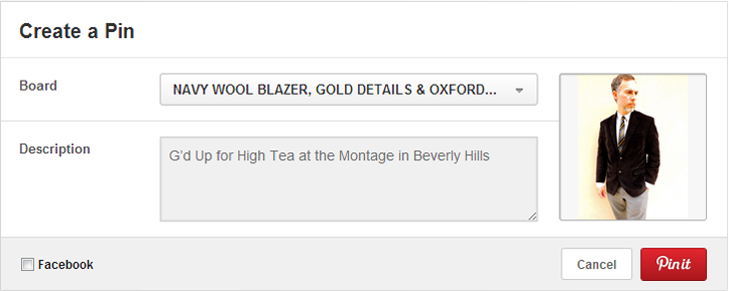 Create a Pin
Board
NAVY WOOL BLAZER, GOLD DETAILS & OXFORD...
Description
G'd Up for High Tea at the Montage in Beverly Hills
Facebook
Cancel
Pin it